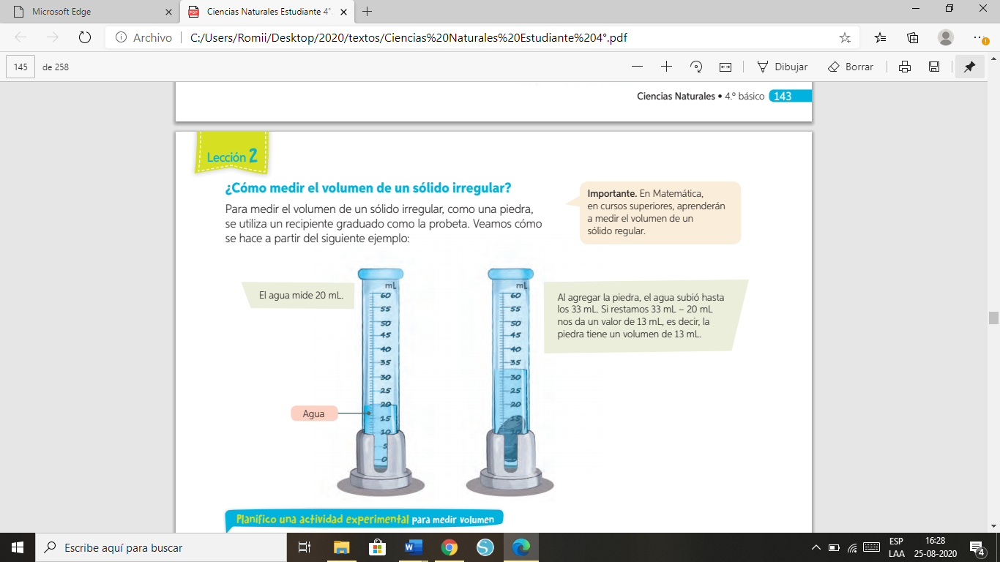 Microsoft Edge
Ciencias Naturales Estudiante 4°.
Archivo
C:/Users/Romii/Desktop/2020/textos/Ciencias%20Naturales%20Estudiante%204°.pdf
145 de 258
Dibujar
Borrar
Ciencias Naturales • 4.º básico 143
Lección 2
¿Cómo medir el volumen de un sólido irregular?
Para medir el volumen de un sólido irregular, como una piedra,
se utiliza un recipiente graduado como la probeta. Veamos cómo
se hace a partir del siguiente ejemplo:
Importante. En Matemática,
en cursos superiores, aprenderán
a medir el volumen de un
sólido regular.
El agua mide 20 mL.
mL
60
55
50
45
40
35
30
25
20
15
10
5
0
Agua
mL
60
55
50
45
40
35
30
25
20
15
10
Al agregar la piedra, el agua subió hasta
los 33 mL. Si restamos 33 mL – 20 mL
nos da un valor de 13 mL, es decir, la
piedra tiene un volumen de 13 mL.
Planifico una actividad experimental para medir volumen
Escribe aquí para buscar
ESP
LAA
16:28
25-08-2020
4